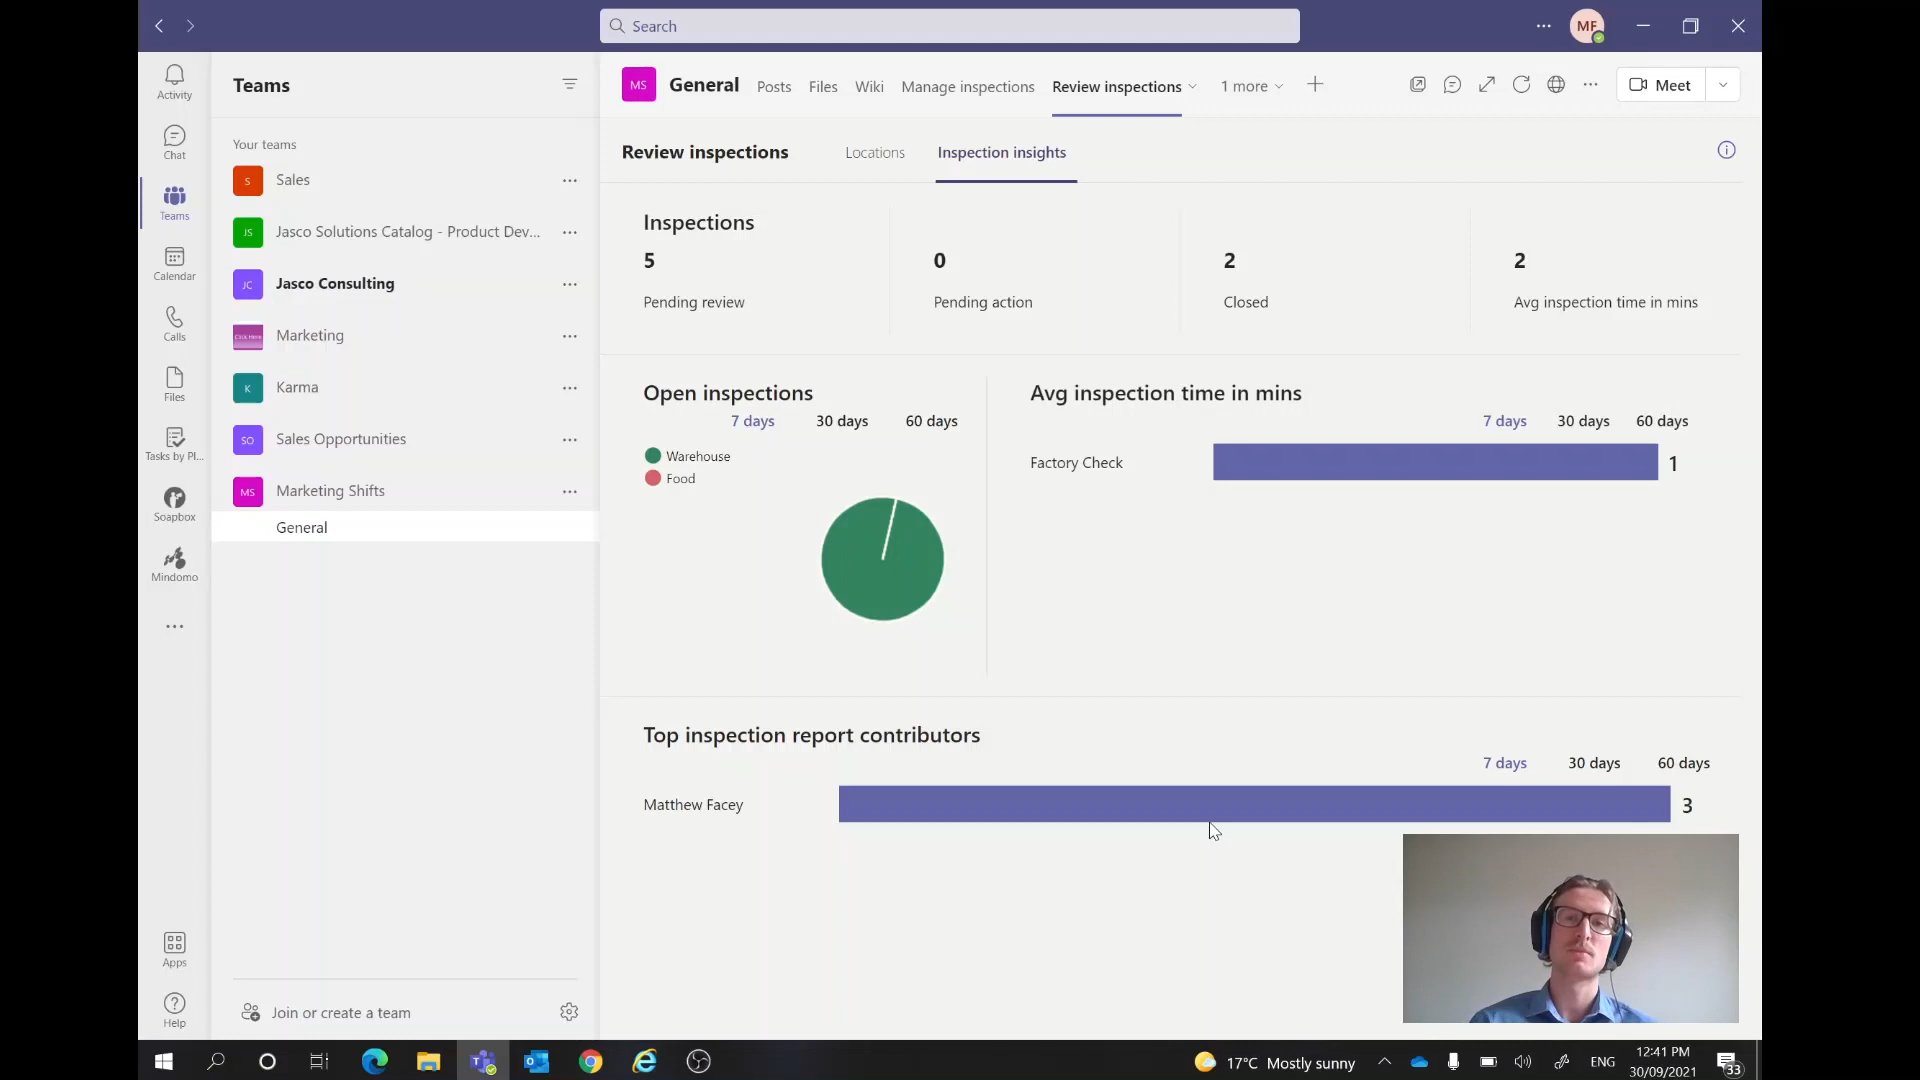 Search
MF
Activity
Chat
Teams
Calendar
Calls
Files
Tasks by Pl...
Soapbox
Mindomo
Apps
Help
Teams
Your teams
S Sales
JS Jasco Solutions Catalog - Product Dev...
JC Jasco Consulting
Click Here Marketing
K Karma
SO Sales Opportunities
MS Marketing Shifts
General
Join or create a team
MS General Posts Files Wiki Manage inspections Review inspections 1 more Meet
Review inspections Locations Inspection insights
Inspections
5 0 2 2
Pending review Pending action Closed Avg inspection time in mins
Open inspections
7 days 30 days 60 days
Warehouse
Food
Avg inspection time in mins
7 days 30 days 60 days
Factory Check 1
Top inspection report contributors
7 days 30 days 60 days
Matthew Facey 3
17°C Mostly sunny ENG 12:41 PM
30/09/2021
33